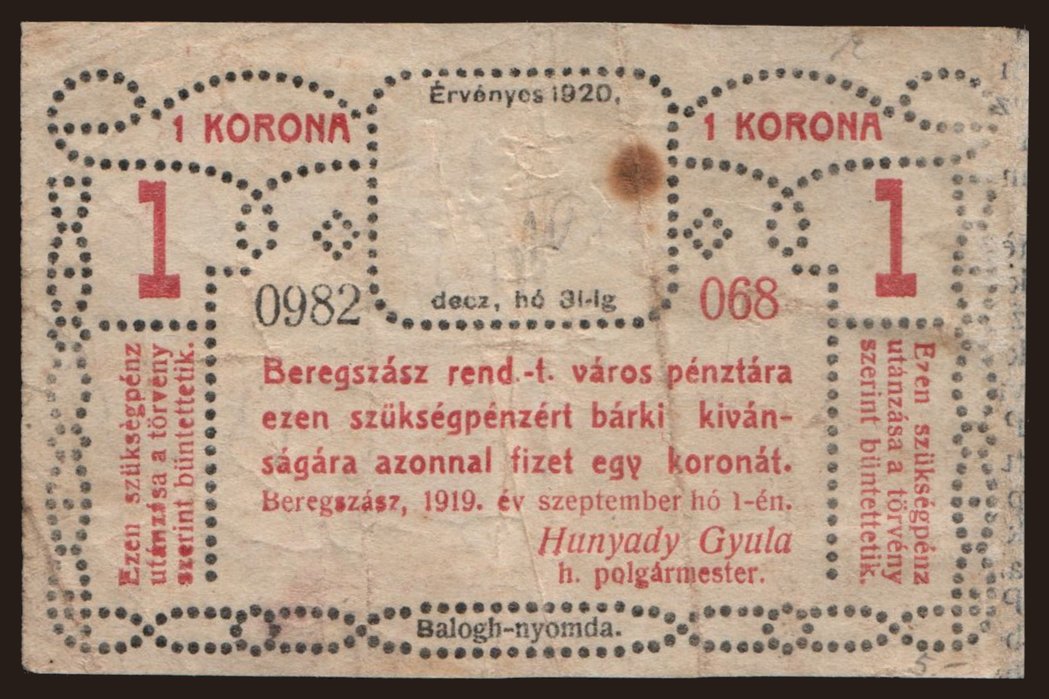 Érvényes 1920,
1 KORONA
1 KORONA
1
1
0982
decz, hó 31-ig
068
Beregszász rend.-t. város pénztára
ezen szükségpénzért bárki kiván-
ságára azonnal fizet egy koronát.
Beregszász, 1919. év szeptember hó 1-én.
Hunyady Gyula
h. polgármester.
Ezen szükségpénz
utánzása a törvény
szerint büntettetik.
Ezen szükségpénz
utánzása a törvény
szerint büntettetik.
Balogh-nyomda.
5-